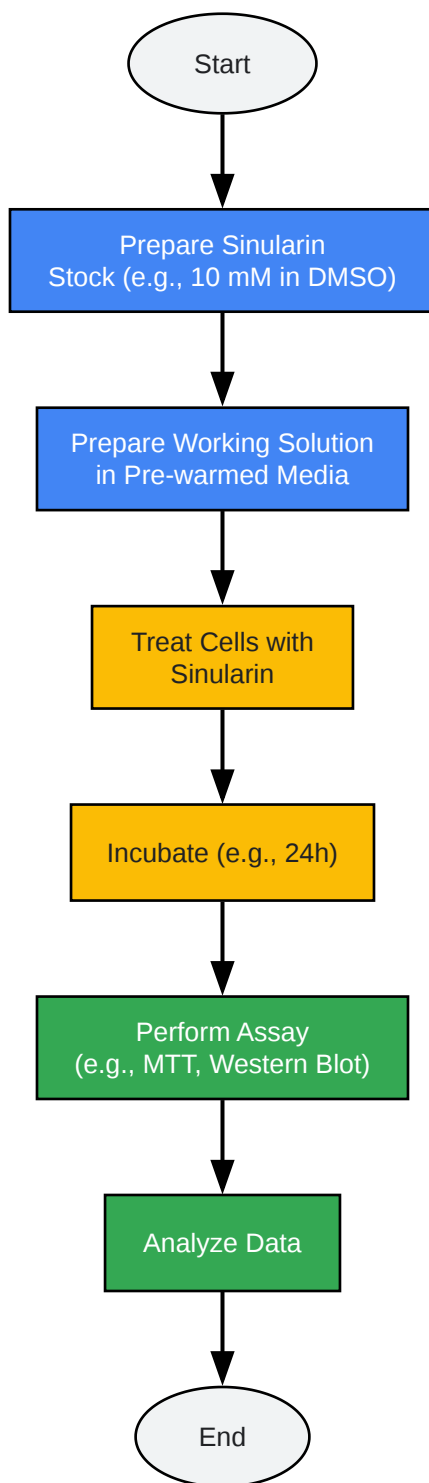 Start
Prepare Sinularin
Stock (e.g., 10 mM in DMSO)
Prepare Working Solution
in Pre-warmed Media
Treat Cells with
Sinularin
Incubate (e.g., 24h)
Perform Assay
(e.g., MTT, Western Blot)
Analyze Data
End